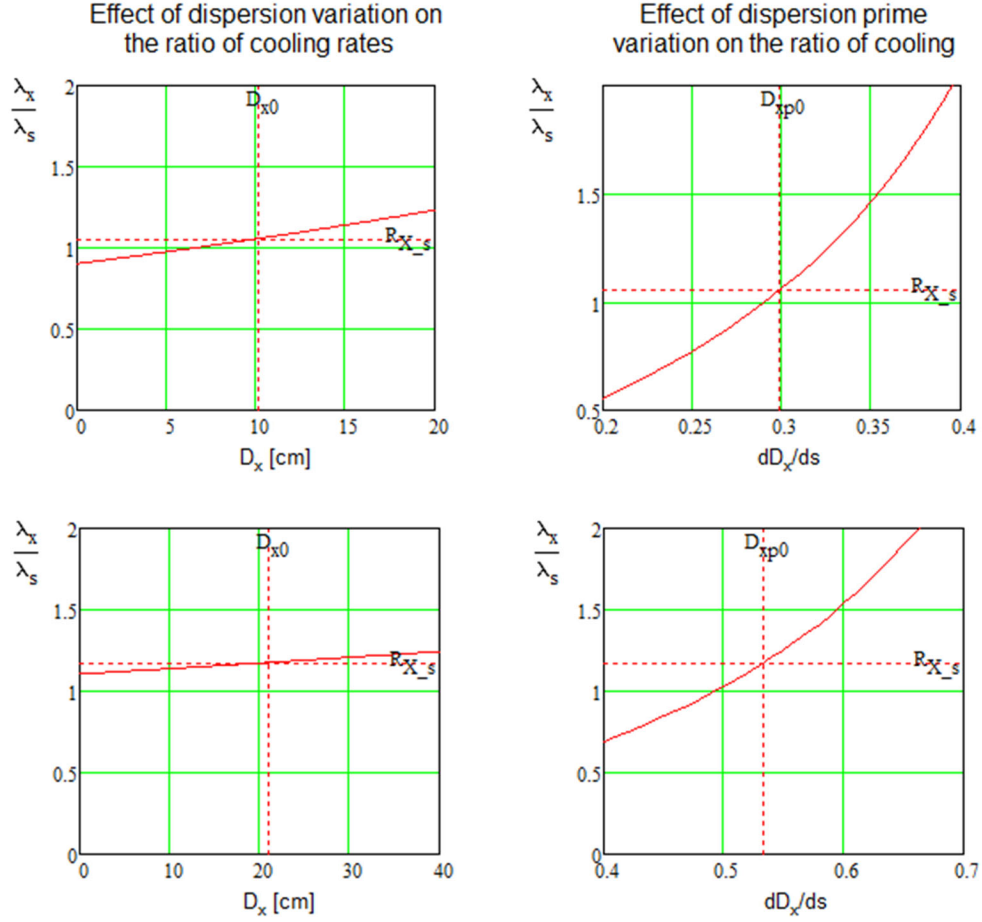 Effect of dispersion variation on
the ratio of cooling rates
Effect of dispersion prime
variation on the ratio of cooling
λx
λs
2
1.5
1
0.5
0
Dx0
RX_s
0 5 10 15 20
Dx [cm]
λx
λs
1.5
1
0.5
Dxp0
RX_s
0.2 0.25 0.3 0.35 0.4
dDx/ds
λx
λs
2
1.5
1
0.5
0
Dx0
RX_s
0 10 20 30 40
Dx [cm]
λx
λs
2
1.5
1
0.5
0
Dxp0
RX_s
0.4 0.5 0.6 0.7
dDx/ds